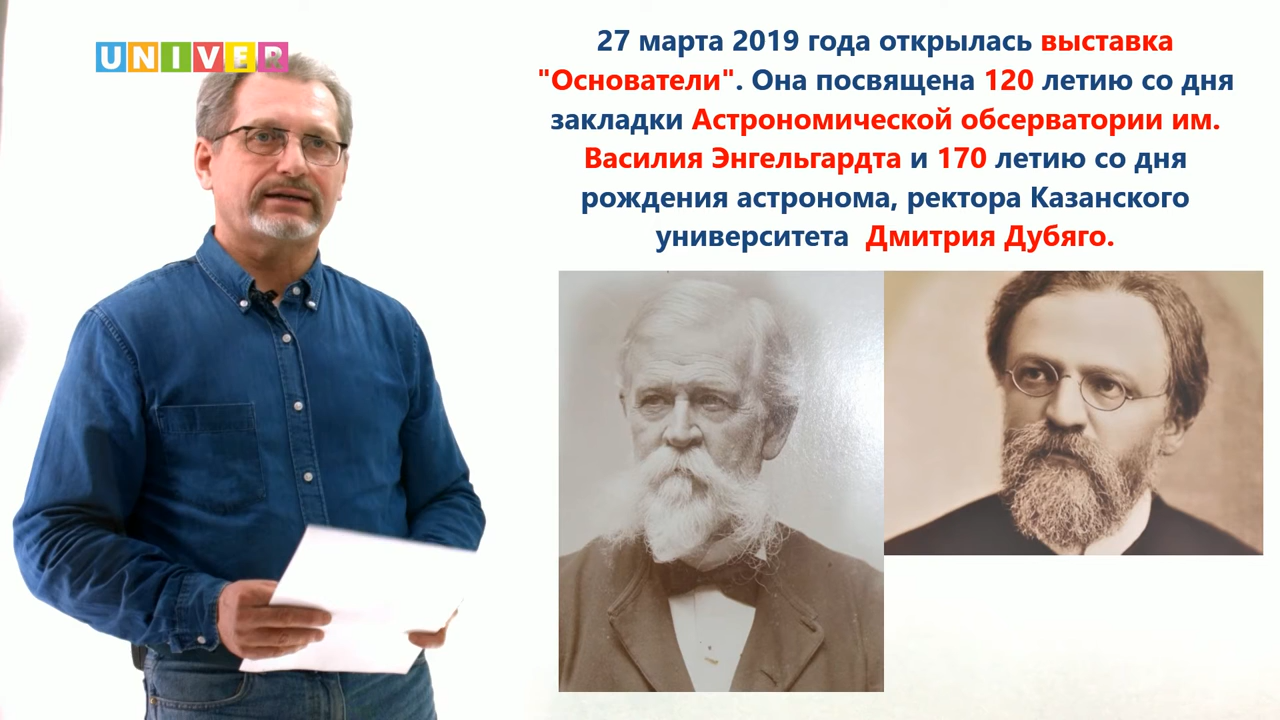 UNIVER
27 марта 2019 года открылась выставка
"Основатели". Она посвящена 120 летию со дня
закладки Астрономической обсерватории им.
Василия Энгельгардта и 170 летию со дня
рождения астронома, ректора Казанского
университета Дмитрия Дубяго.